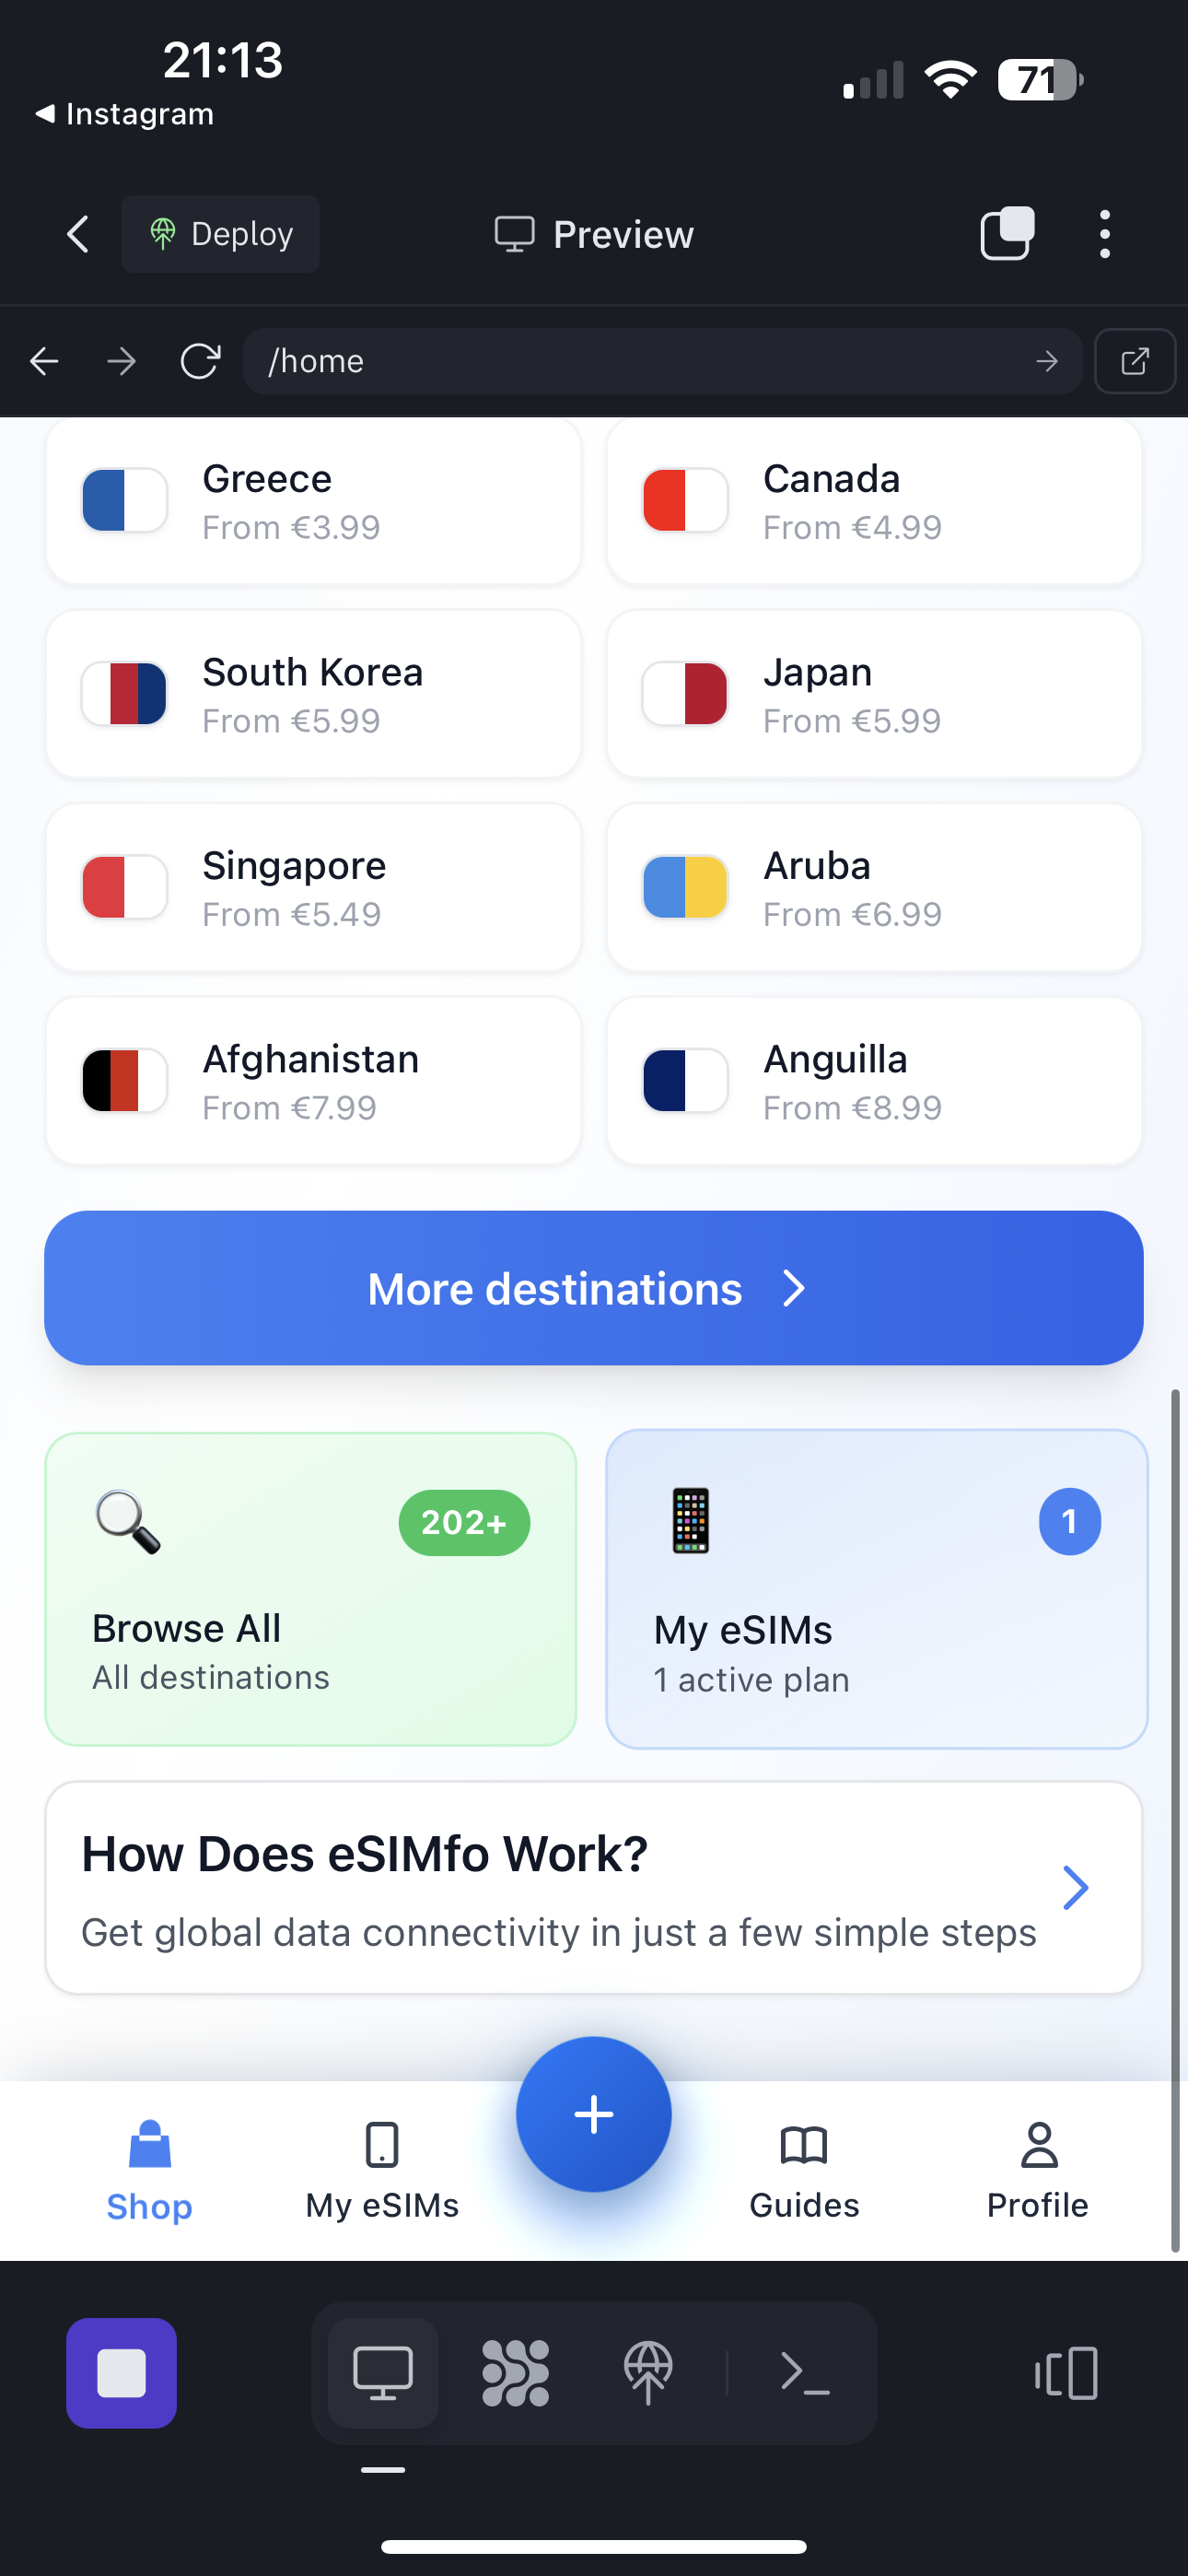 21:13
71
◀ Instagram
Deploy
Preview
/home
Greece
From €3.99
Canada
From €4.99
South Korea
From €5.99
Japan
From €5.99
Singapore
From €5.49
Aruba
From €6.99
Afghanistan
From €7.99
Anguilla
From €8.99
More destinations
202+
Browse All
All destinations
1
My eSIMs
1 active plan
How Does eSIMfo Work?
Get global data connectivity in just a few simple steps
Shop
My eSIMs
Guides
Profile